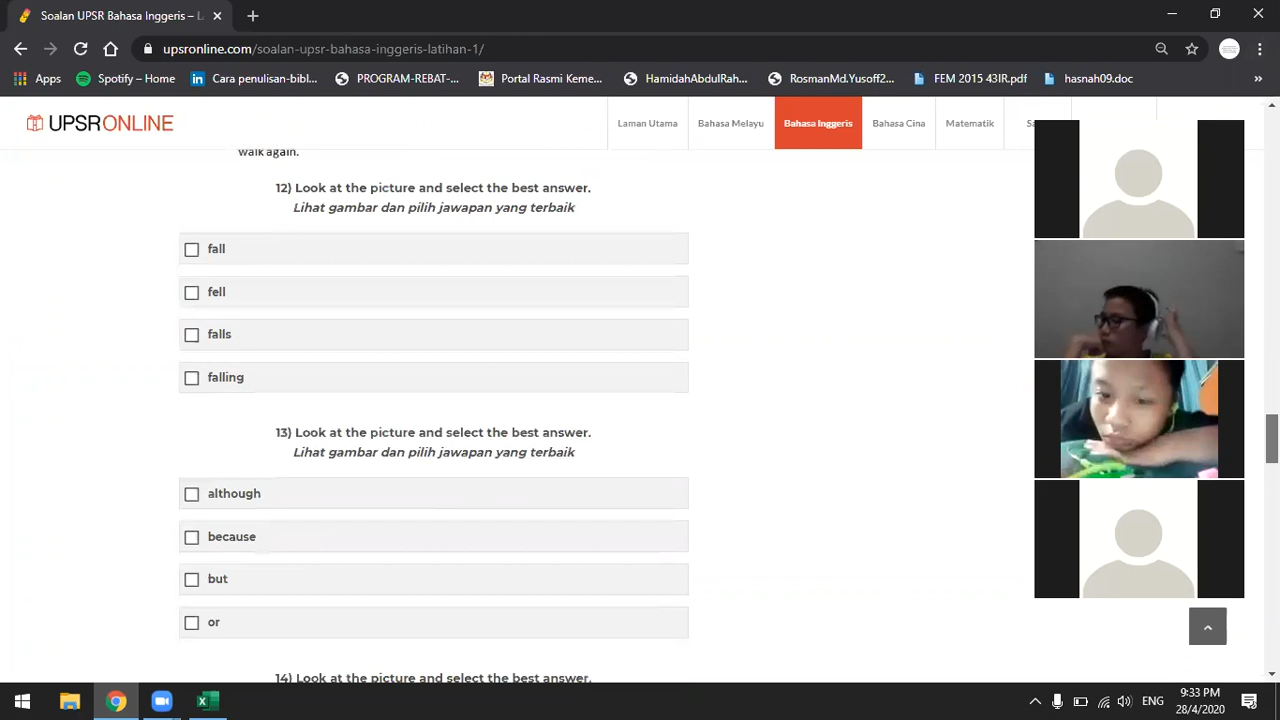 Soalan UPSR Bahasa Inggeris – L
upsronline.com/soalan-upsr-bahasa-inggeris-latihan-1/
Apps
Spotify – Home
Cara penulisan-bibl...
PROGRAM-REBAT-...
Portal Rasmi Keme...
HamidahAbdulRah...
RosmanMd.Yusoff2...
FEM 2015 43IR.pdf
hasnah09.doc
»
UPSRONLINE
Laman Utama
Bahasa Melayu
Bahasa Inggeris
Bahasa Cina
Matematik
walk again.
12) Look at the picture and select the best answer.
Lihat gambar dan pilih jawapan yang terbaik
fall
fell
falls
falling
13) Look at the picture and select the best answer.
Lihat gambar dan pilih jawapan yang terbaik
although
because
but
or
14) Look at the picture and select the best answer.
ENG
9:33 PM
28/4/2020